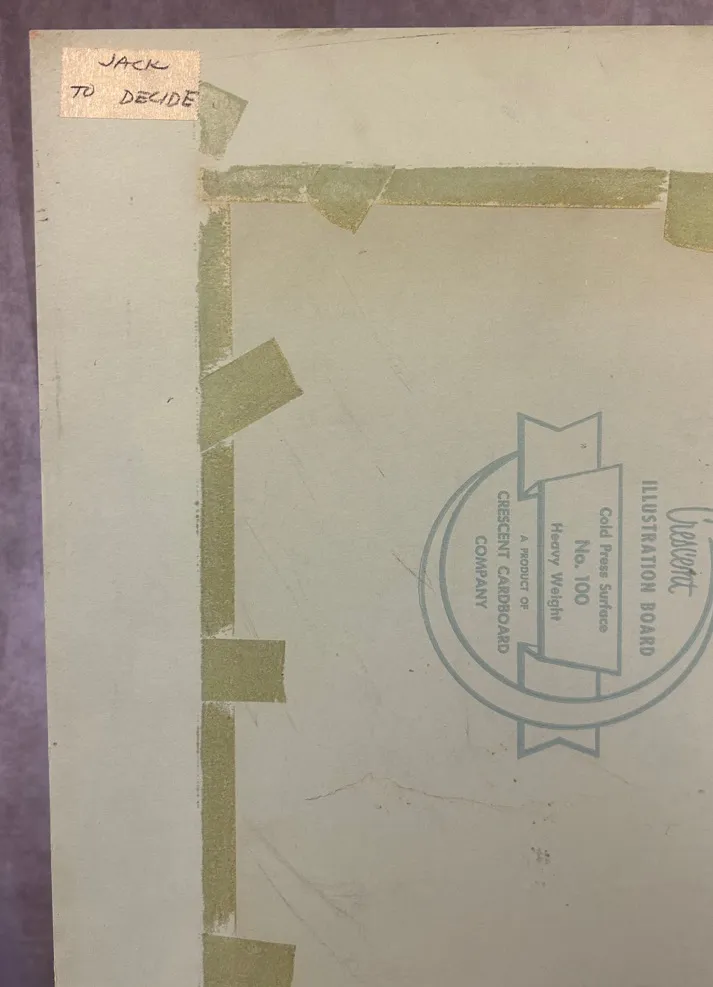 JACK
TO DECIDE
Crescent
ILLUSTRATION BOARD
Cold Press Surface
No. 100
Heavy Weight
A PRODUCT OF
CRESCENT CARDBOARD
COMPANY